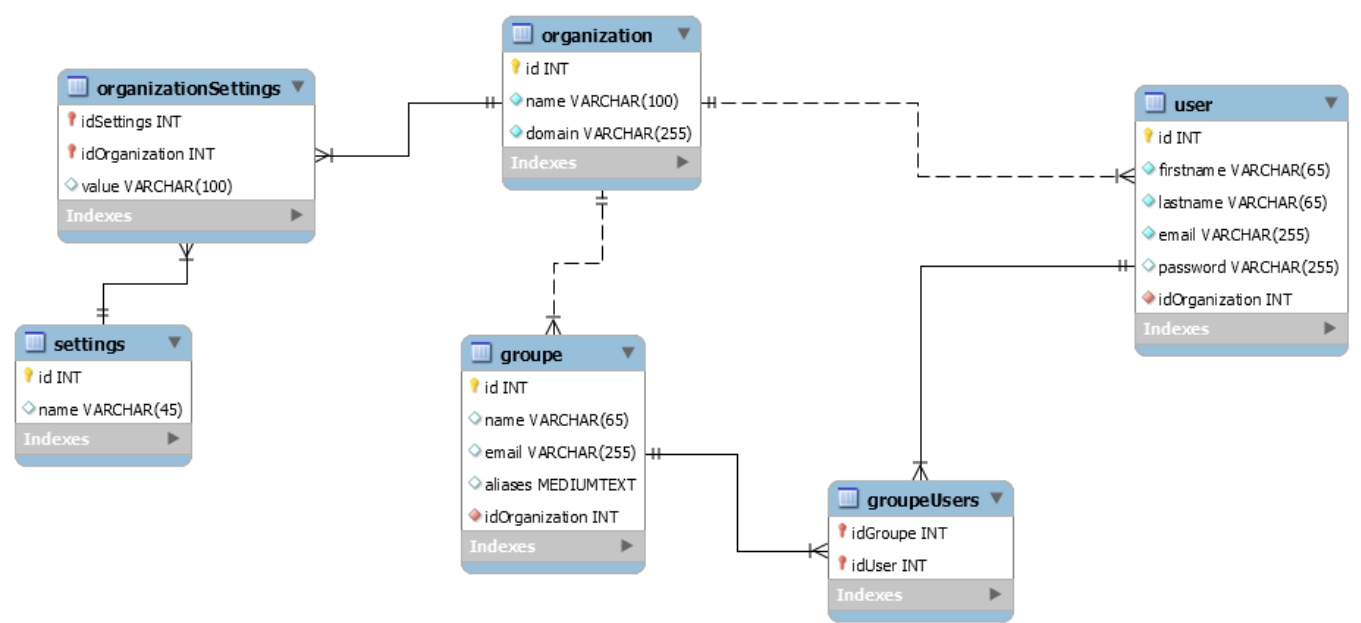 organization
id INT
name VARCHAR(100)
domain VARCHAR(255)
Indexes
organizationSettings
idSettings INT
idOrganization INT
value VARCHAR(100)
Indexes
user
id INT
firstname VARCHAR(65)
lastname VARCHAR(65)
email VARCHAR(255)
password VARCHAR(255)
idOrganization INT
Indexes
settings
id INT
name VARCHAR(45)
Indexes
groupe
id INT
name VARCHAR(65)
email VARCHAR(255)
aliases MEDIUMTEXT
idOrganization INT
Indexes
groupeUsers
idGroupe INT
idUser INT
Indexes